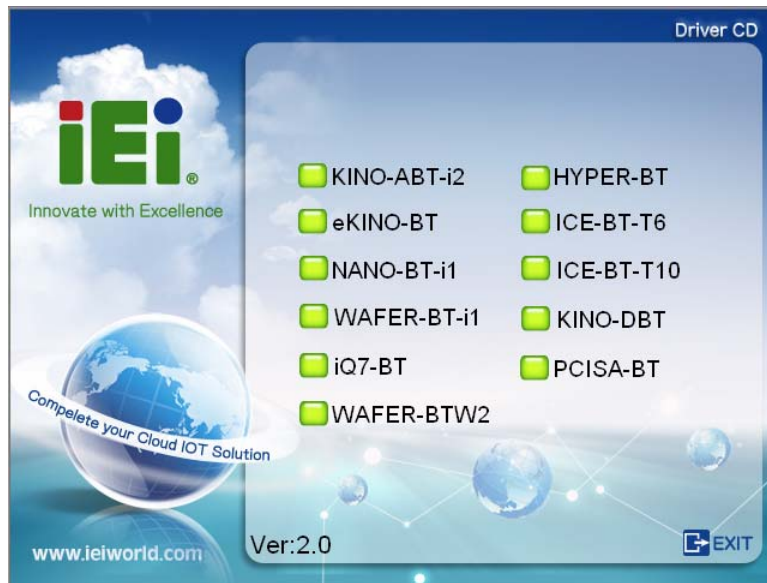 Driver CD
iEi®
Innovate with Excellence
KINO-ABT-i2
eKINO-BT
NANO-BT-i1
WAFER-BT-i1
iQ7-BT
WAFER-BTW2
HYPER-BT
ICE-BT-T6
ICE-BT-T10
KINO-DBT
PCISA-BT
Compelete your Cloud IOT Solution
www.ieiworld.com
Ver:2.0
EXIT